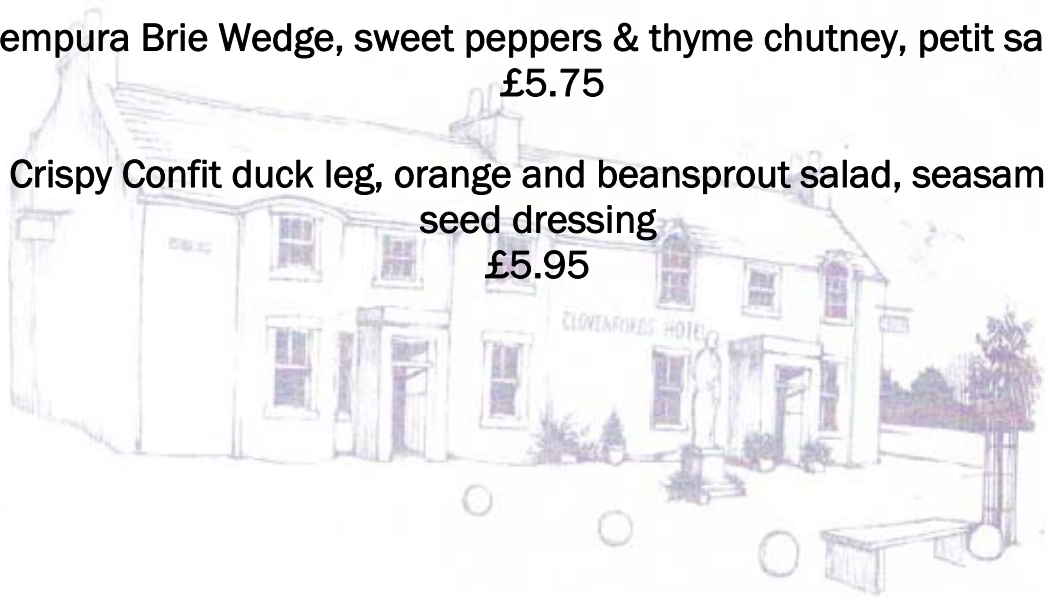 empura Brie Wedge, sweet peppers & thyme chutney, petit sa
£5.75
Crispy Confit duck leg, orange and beansprout salad, seasam
seed dressing
£5.95
CLOVENFORDS HOTEL